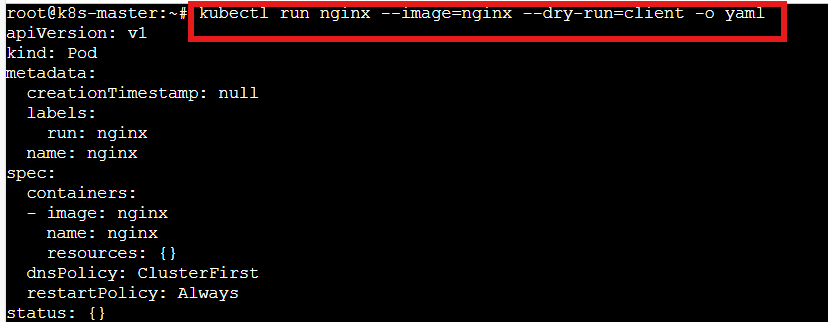 root@k8s-master:~# kubectl run nginx --image=nginx --dry-run=client -o yaml
apiVersion: v1
kind: Pod
metadata:
  creationTimestamp: null
  labels:
    run: nginx
  name: nginx
spec:
  containers:
  - image: nginx
    name: nginx
    resources: {}
  dnsPolicy: ClusterFirst
  restartPolicy: Always
status: {}